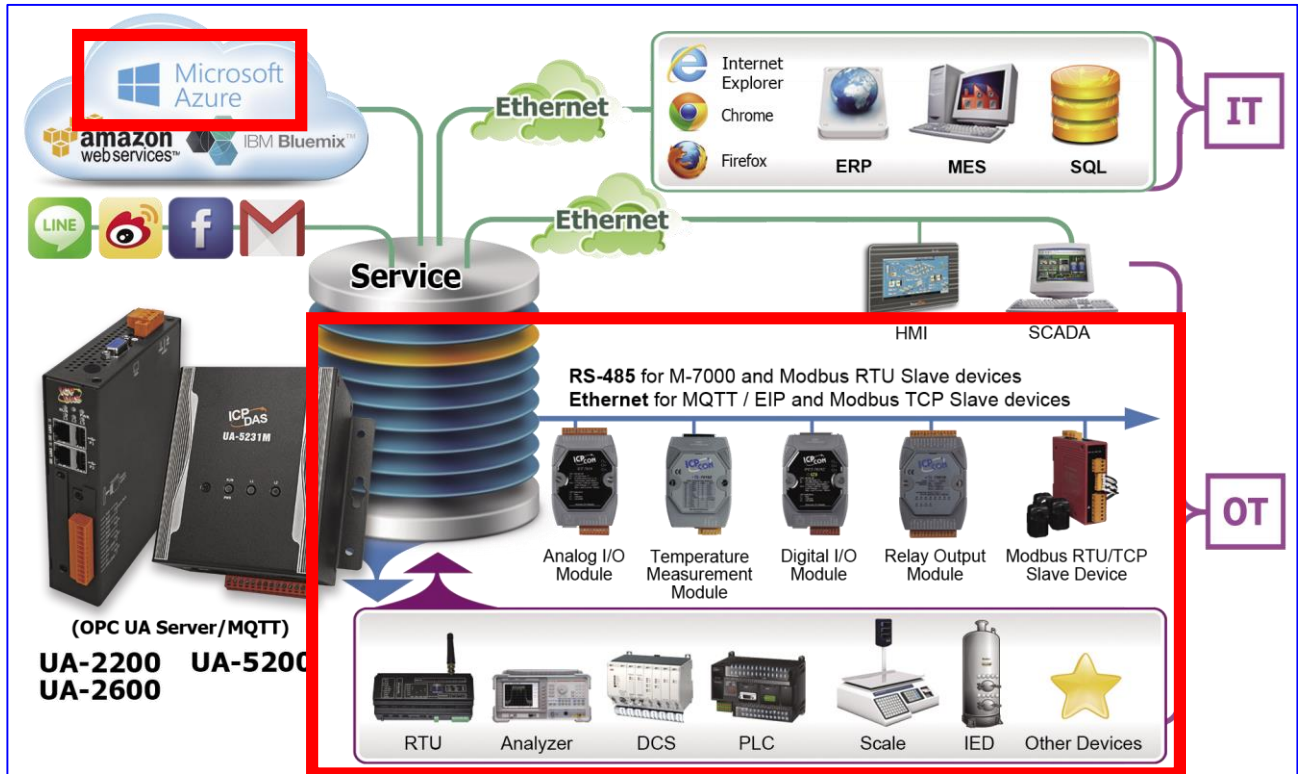 Microsoft
Azure
amazon
webservices™
IBM Bluemix™
LINE
Ethernet
Internet
Explorer
Chrome
Firefox
ERP
MES
SQL
IT
Ethernet
Service
HMI
SCADA
ICP
DAS
UA-5231M
RS-485 for M-7000 and Modbus RTU Slave devices
Ethernet for MQTT / EIP and Modbus TCP Slave devices
Analog I/O
Module
Temperature
Measurement
Module
Digital I/O
Module
Relay Output
Module
Modbus RTU/TCP
Slave Device
OT
(OPC UA Server/MQTT)
UA-2200 UA-5200
UA-2600
RTU
Analyzer
DCS
PLC
Scale
IED
Other Devices